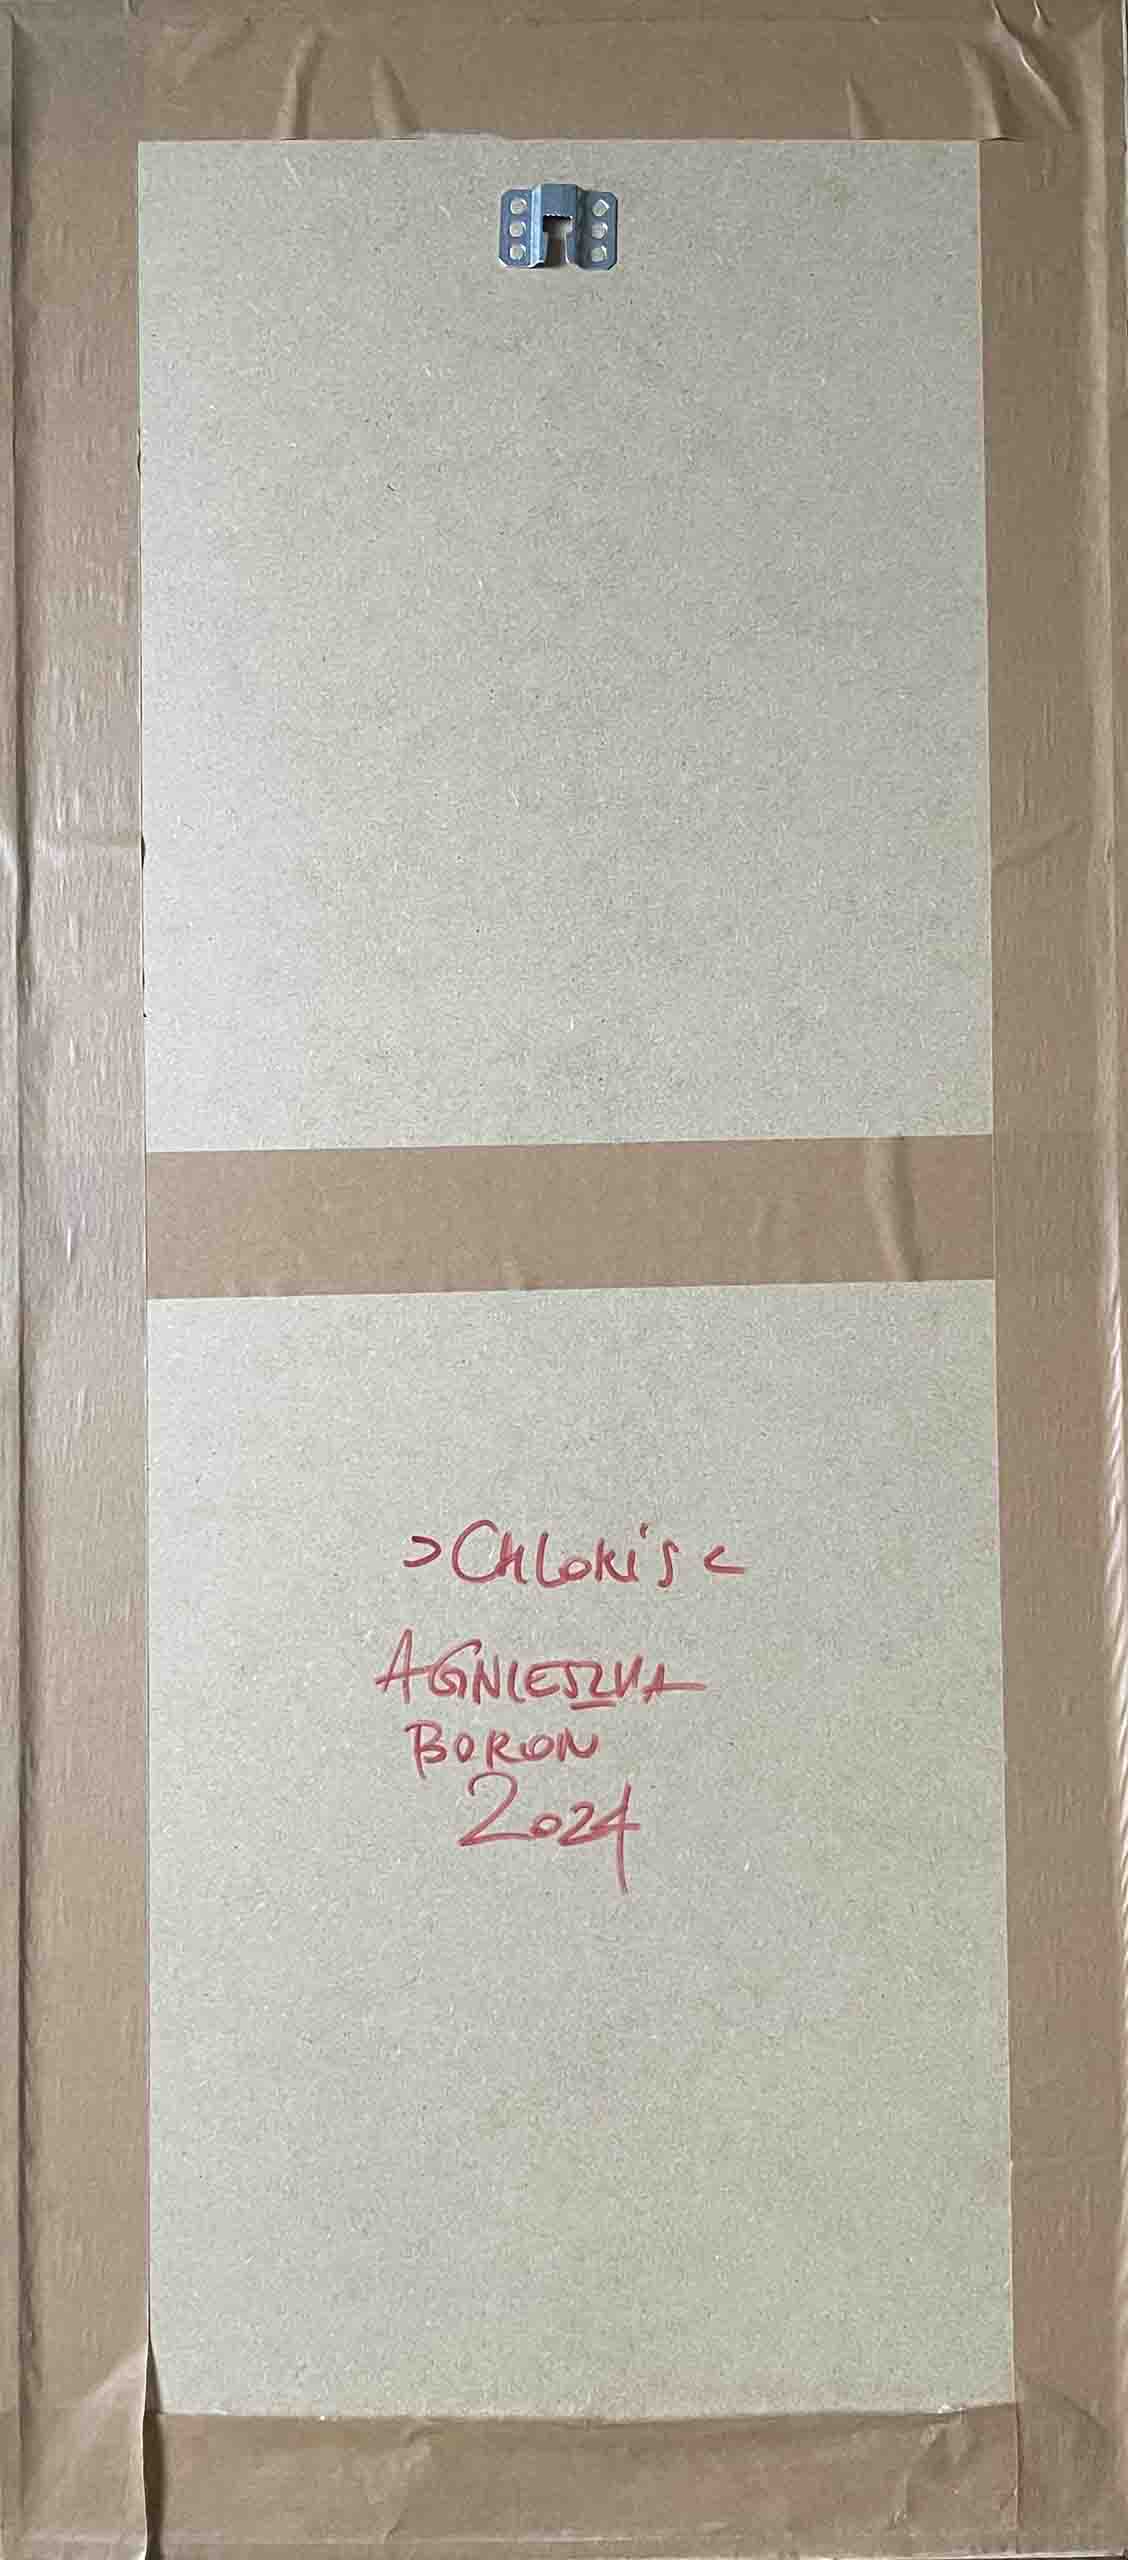 >Chloris<
AGNIESZKA
BORON
2024